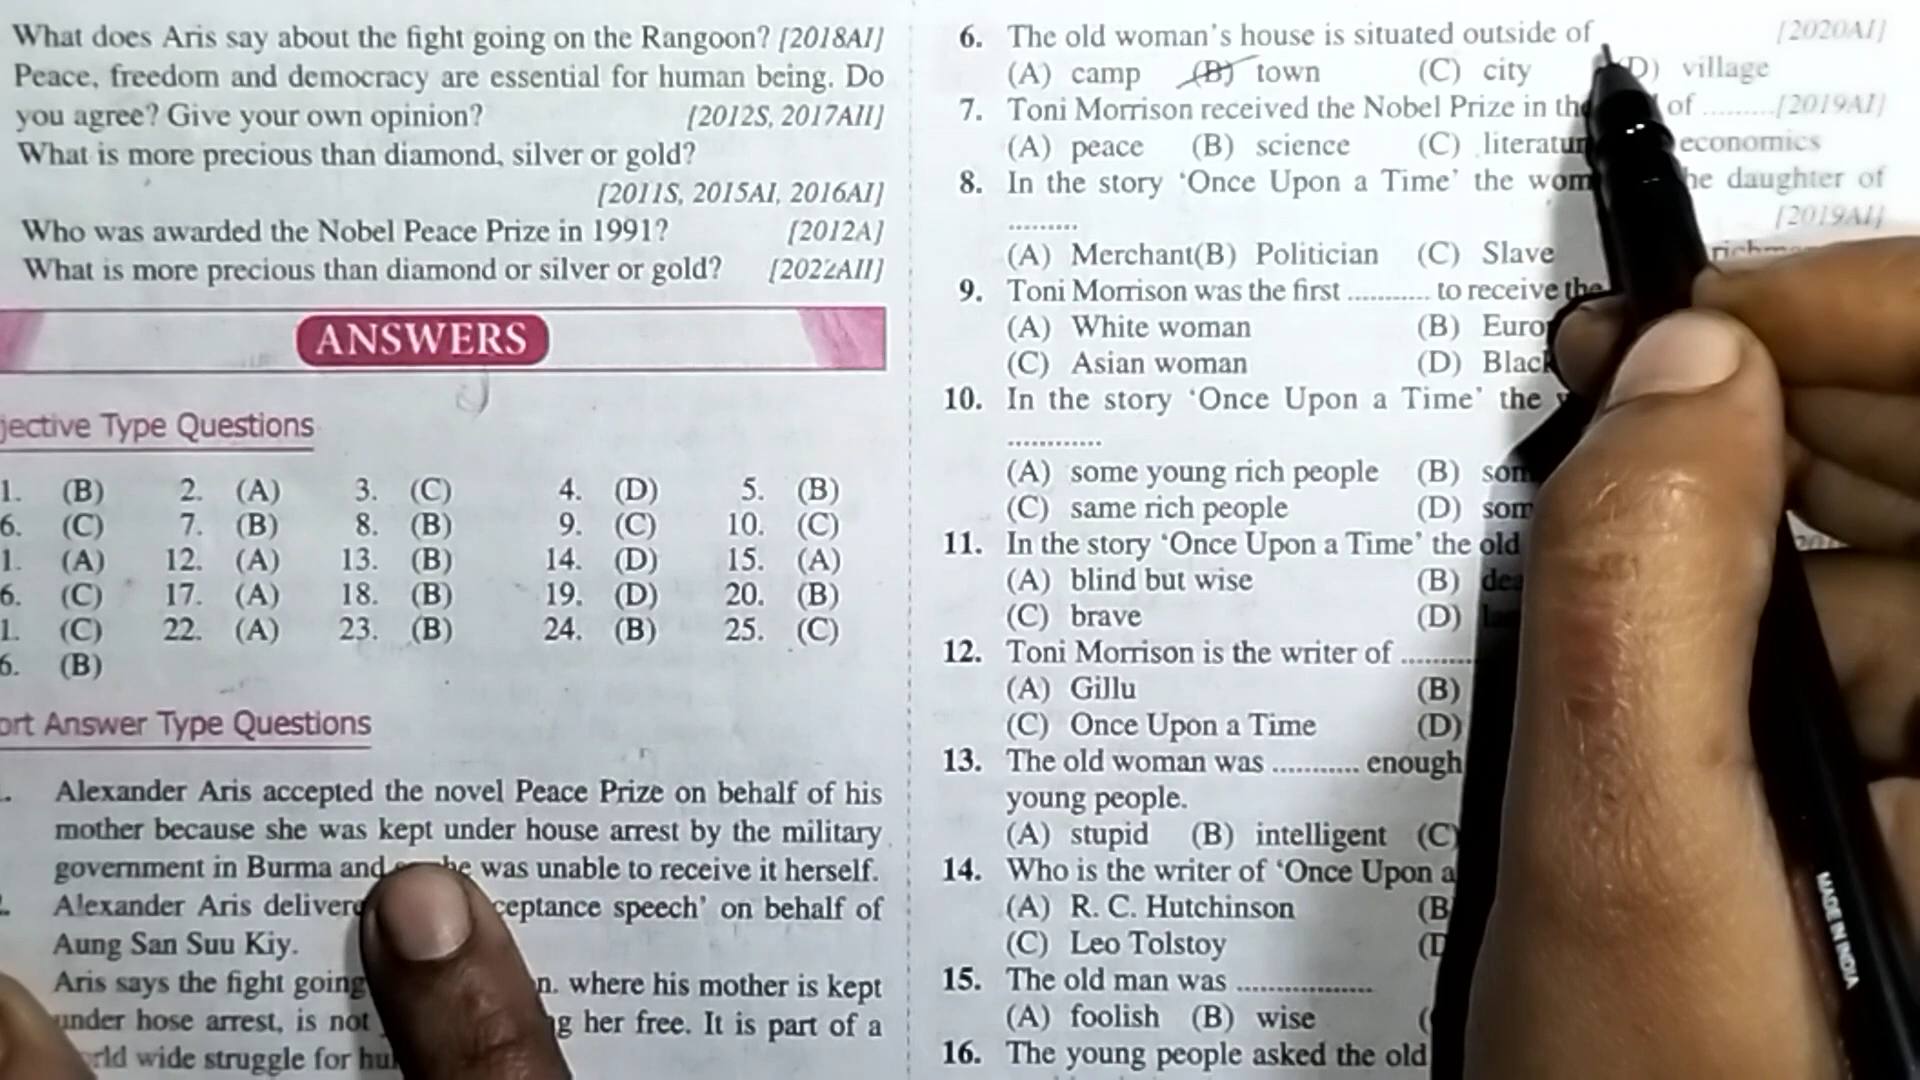 What does Aris say about the fight going on the Rangoon? [2018AI]
Peace, freedom and democracy are essential for human being. Do
you agree? Give your own opinion? [2012S, 2017AII]
What is more precious than diamond, silver or gold?
[2011S, 2015AI, 2016AI]
Who was awarded the Nobel Peace Prize in 1991? [2012A]
What is more precious than diamond or silver or gold? [2022AII]
ANSWERS
jective Type Questions
1. (B) 2. (A) 3. (C) 4. (D) 5. (B)
6. (C) 7. (B) 8. (B) 9. (C) 10. (C)
1. (A) 12. (A) 13. (B) 14. (D) 15. (A)
6. (C) 17. (A) 18. (B) 19. (D) 20. (B)
1. (C) 22. (A) 23. (B) 24. (B) 25. (C)
6. (B)
ort Answer Type Questions
Alexander Aris accepted the novel Peace Prize on behalf of his
mother because she was kept under house arrest by the military
government in Burma and he was unable to receive it herself.
Alexander Aris deliver ceptance speech' on behalf of
Aung San Suu Kiy.
Aris says the fight going n. where his mother is kept
under hose arrest, is not g her free. It is part of a
rld wide struggle for hu
6. The old woman's house is situated outside of [2020AI]
(A) camp (B) town (C) city (D) village
7. Toni Morrison received the Nobel Prize in th of ......... [2019AI]
(A) peace (B) science (C) literatur economics
8. In the story 'Once Upon a Time' the wom he daughter of
......... [2019AI]
(A) Merchant (B) Politician (C) Slave richm
9. Toni Morrison was the first ........... to receive the
(A) White woman (B) Euro
(C) Asian woman (D) Black
10. In the story 'Once Upon a Time' the
............
(A) some young rich people (B) som
(C) same rich people (D) som
11. In the story 'Once Upon a Time' the old
(A) blind but wise (B) dea
(C) brave (D)
12. Toni Morrison is the writer of ..........
(A) Gillu (B)
(C) Once Upon a Time (D)
13. The old woman was ........... enough
young people.
(A) stupid (B) intelligent (C)
14. Who is the writer of 'Once Upon a
(A) R. C. Hutchinson (B
(C) Leo Tolstoy (D
15. The old man was ..................
(A) foolish (B) wise (
16. The young people asked the old
MADE IN INDIA